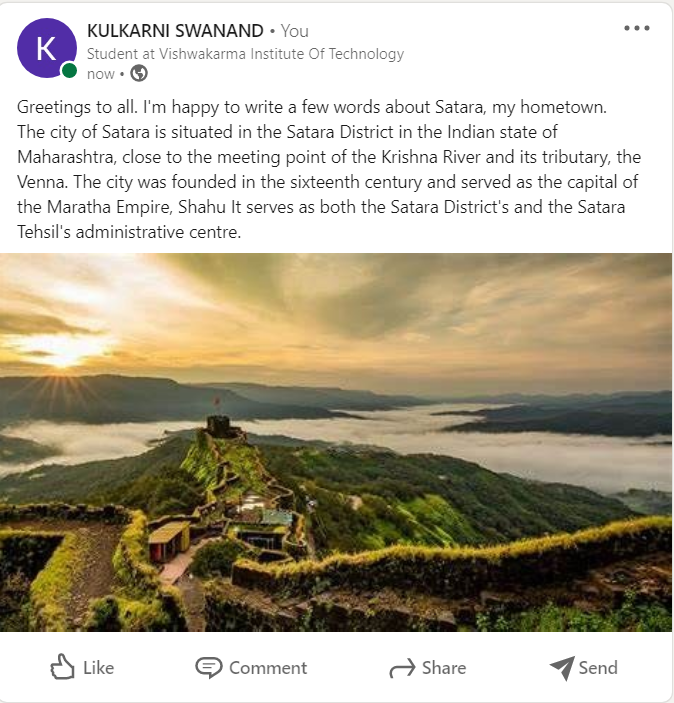 K
KULKARNI SWANAND • You
Student at Vishwakarma Institute Of Technology
now •
Greetings to all. I'm happy to write a few words about Satara, my hometown.
The city of Satara is situated in the Satara District in the Indian state of
Maharashtra, close to the meeting point of the Krishna River and its tributary, the
Venna. The city was founded in the sixteenth century and served as the capital of
the Maratha Empire, Shahu It serves as both the Satara District's and the Satara
Tehsil's administrative centre.
Like Comment Share Send